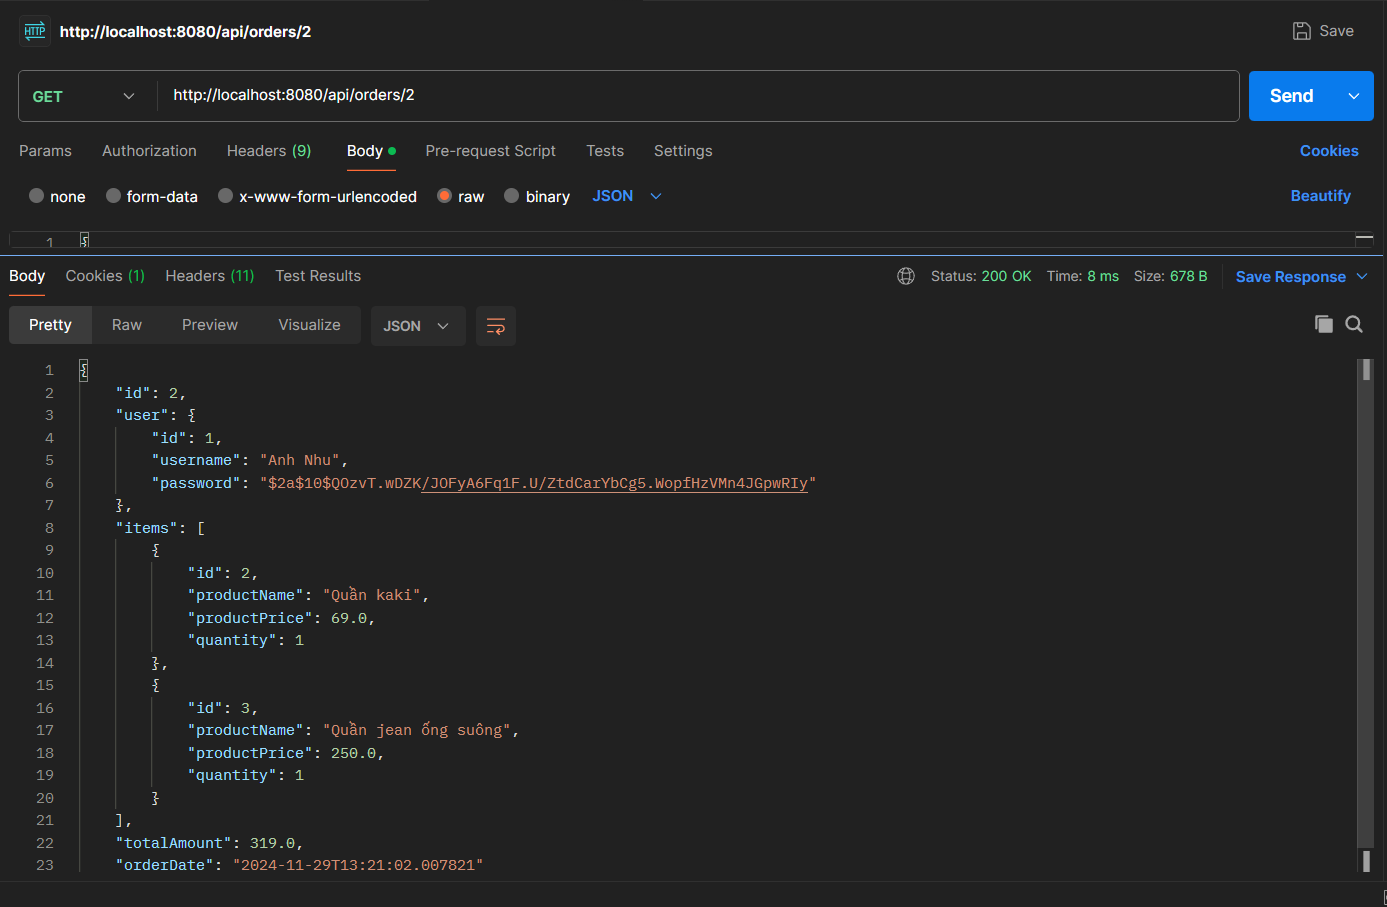 HTTP http://localhost:8080/api/orders/2 Save
GET http://localhost:8080/api/orders/2 Send
Params Authorization Headers (9) Body Pre-request Script Tests Settings Cookies
none form-data x-www-form-urlencoded raw binary JSON Beautify
1 {
Body Cookies (1) Headers (11) Test Results Status: 200 OK Time: 8 ms Size: 678 B Save Response
Pretty Raw Preview Visualize JSON
1 {
2 "id": 2,
3 "user": {
4 "id": 1,
5 "username": "Anh Nhu",
6 "password": "$2a$10$QOzvT.wDZK/JOFyA6Fq1F.U/ZtdCarYbCg5.WopfHzVMn4JGpwRIy"
7 },
8 "items": [
9 {
10 "id": 2,
11 "productName": "Quần kaki",
12 "productPrice": 69.0,
13 "quantity": 1
14 },
15 {
16 "id": 3,
17 "productName": "Quần jean ống suông",
18 "productPrice": 250.0,
19 "quantity": 1
20 }
21 ],
22 "totalAmount": 319.0,
23 "orderDate": "2024-11-29T13:21:02.007821"